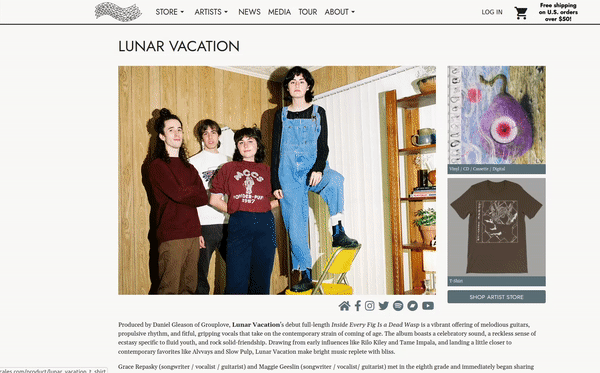 STORE ARTISTS NEWS MEDIA TOUR ABOUT LOG IN Free shipping
on U.S. orders
over $50!
LUNAR VACATION
MCCS
POWDER-PUFF
1987
Vinyl / CD / Cassette / Digital
T-shirt
SHOP ARTIST STORE
Produced by Daniel Gleason of Grouplove, Lunar Vacation's debut full-length Inside Every Fig Is a Dead Wasp is a vibrant offering of melodious guitars,
propulsive rhythm, and fitful, gripping vocals that take on the contemporary strain of coming of age. The album boasts a celebratory sound, a reckless sense of
ecstasy specific to fluid youth, and rock solid-friendship. Drawing from early influences like Rilo Kiley and Tame Impala, and landing a little closer to
contemporary favorites like Alvvays and Slow Pulp, Lunar Vacation make bright music replete with bliss.
Grace Repasky (songwriter / vocalist / guitarist) and Maggie Geeslin (songwriter / vocalist/ guitarist) met in the eighth grade and immediately began sharing
rales.com/product/lunar_vacation_t_shirt